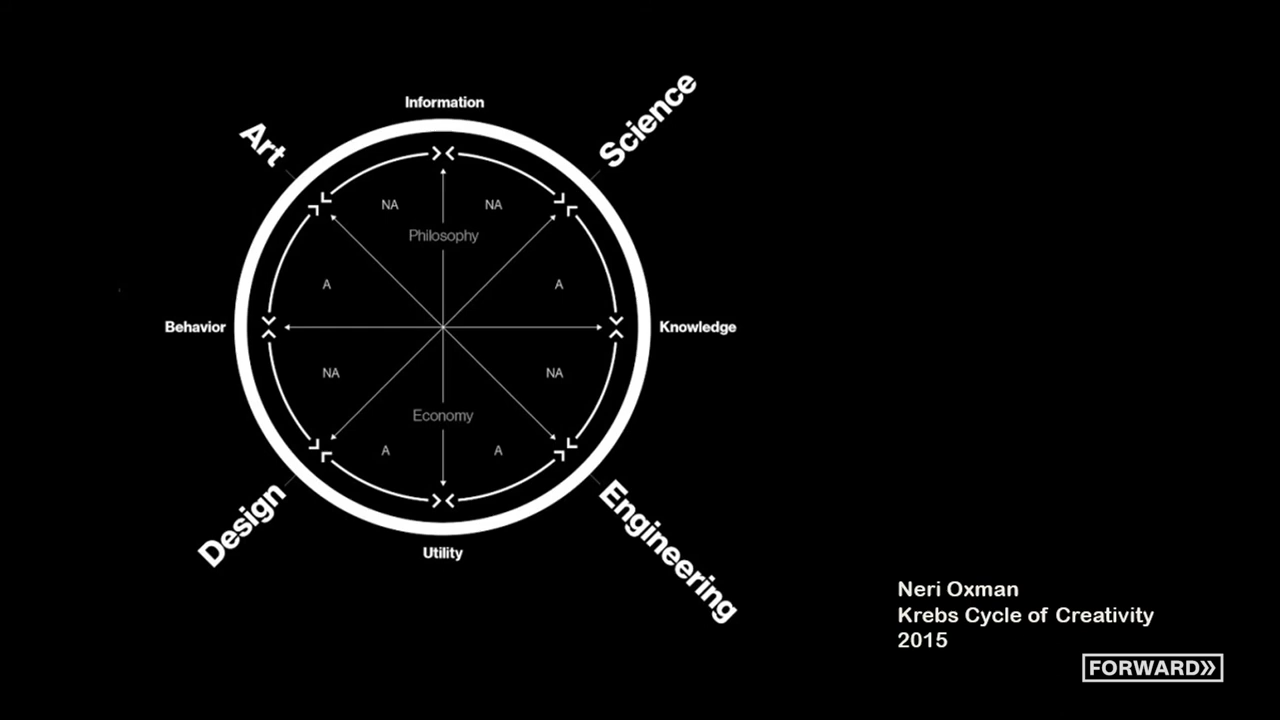 Information
Art
Science
NA
NA
Philosophy
A
A
Behavior
Knowledge
NA
NA
Economy
A
A
Design
Engineering
Utility
Neri Oxman
Krebs Cycle of Creativity
2015
FORWARD»